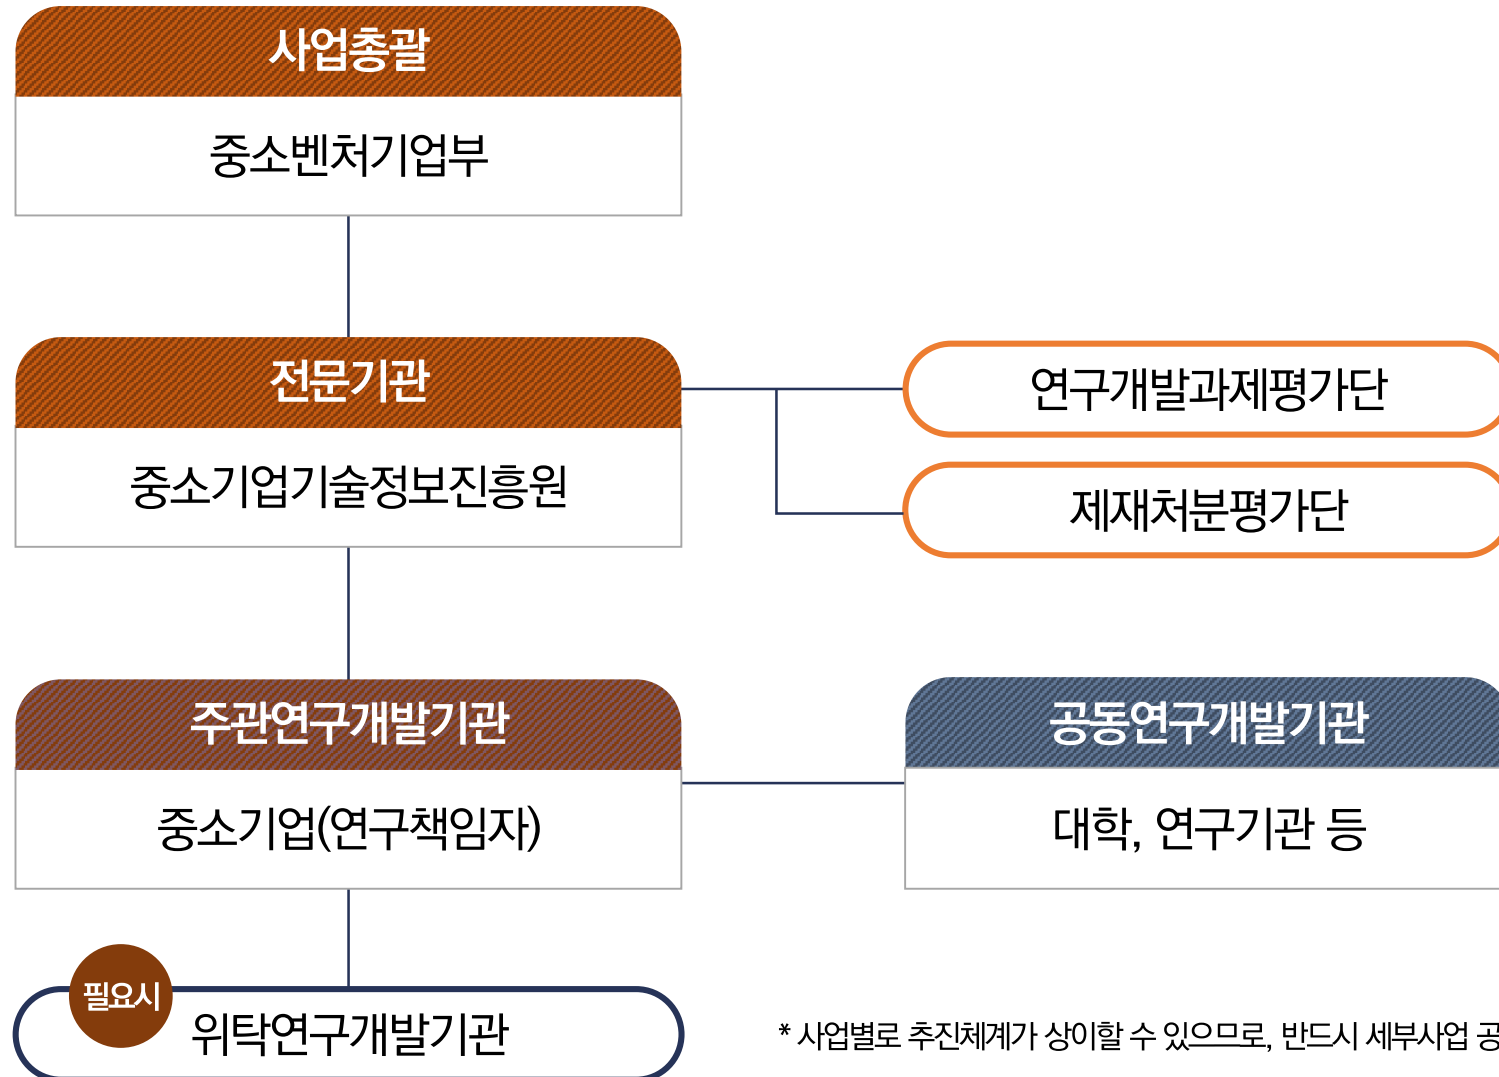 사업총괄
중소벤처기업부
전문기관
중소기업기술정보진흥원
연구개발과제평가단
제재처분평가단
주관연구개발기관
중소기업(연구책임자)
공동연구개발기관
대학, 연구기관 등
필요시
위탁연구개발기관
* 사업별로 추진체계가 상이할 수 있으므로, 반드시 세부사업 공